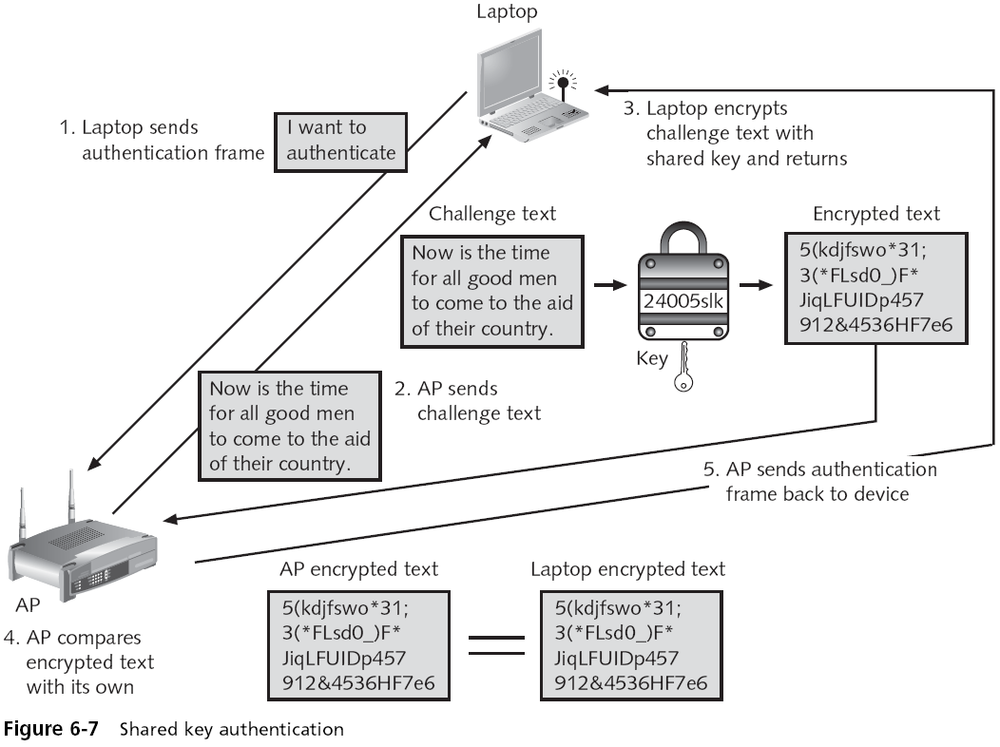 Laptop
1. Laptop sends
authentication frame
I want to
authenticate
3. Laptop encrypts
challenge text with
shared key and returns
Challenge text
Now is the time
for all good men
to come to the aid
of their country.
24005slk
Key
Encrypted text
5(kdjfswo*31;
3(*FLsd0_)F*
JiqLFUIDp457
912&4536HF7e6
Now is the time
for all good men
to come to the aid
of their country.
2. AP sends
challenge text
5. AP sends authentication
frame back to device
AP
4. AP compares
encrypted text
with its own
AP encrypted text
5(kdjfswo*31;
3(*FLsd0_)F*
JiqLFUIDp457
912&4536HF7e6
Laptop encrypted text
5(kdjfswo*31;
3(*FLsd0_)F*
JiqLFUIDp457
912&4536HF7e6
Figure 6-7 Shared key authentication